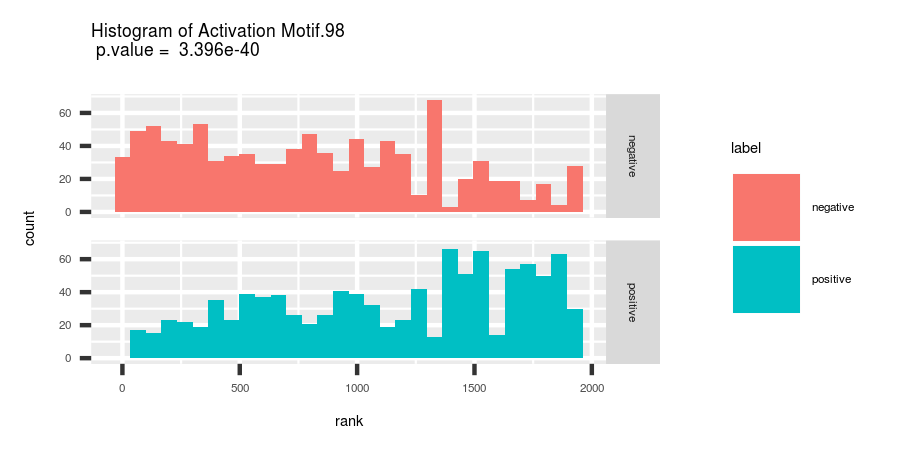 Histogram of Activation Motif.98
p.value = 3.396e-40
count
60
40
20
0
negative
60
40
20
0
positive
0 500 1000 1500 2000
rank
label
negative
positive